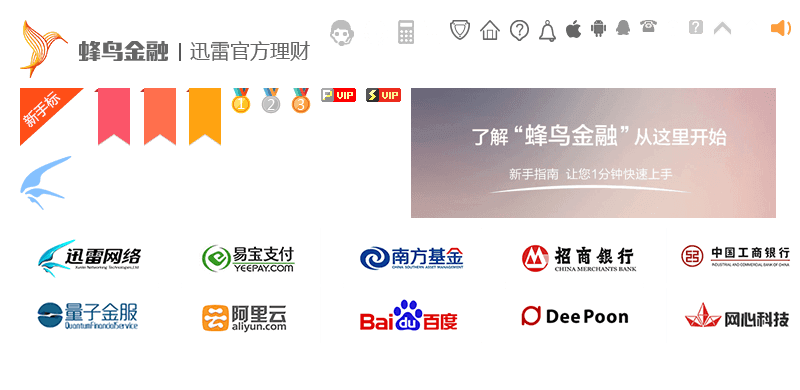 蜂鸟金融 | 迅雷官方理财
新手标
1 2 3 P VIP VIP
了解“蜂鸟金融”从这里开始
新手指南 让您1分钟快速上手
迅雷网络 易宝支付 南方基金 招商银行 中国工商银行
Xunlei Networking Technologies,Ltd YEEPAY.COM CHINA SOUTHERN ASSET MANAGEMENT CHINA MERCHANTS BANK INDUSTRIAL AND COMMERCIAL BANK OF CHINA
量子金服 阿里云 Bai du 百度 DeePoon 网心科技
QuantumFinancialService aliyun.com